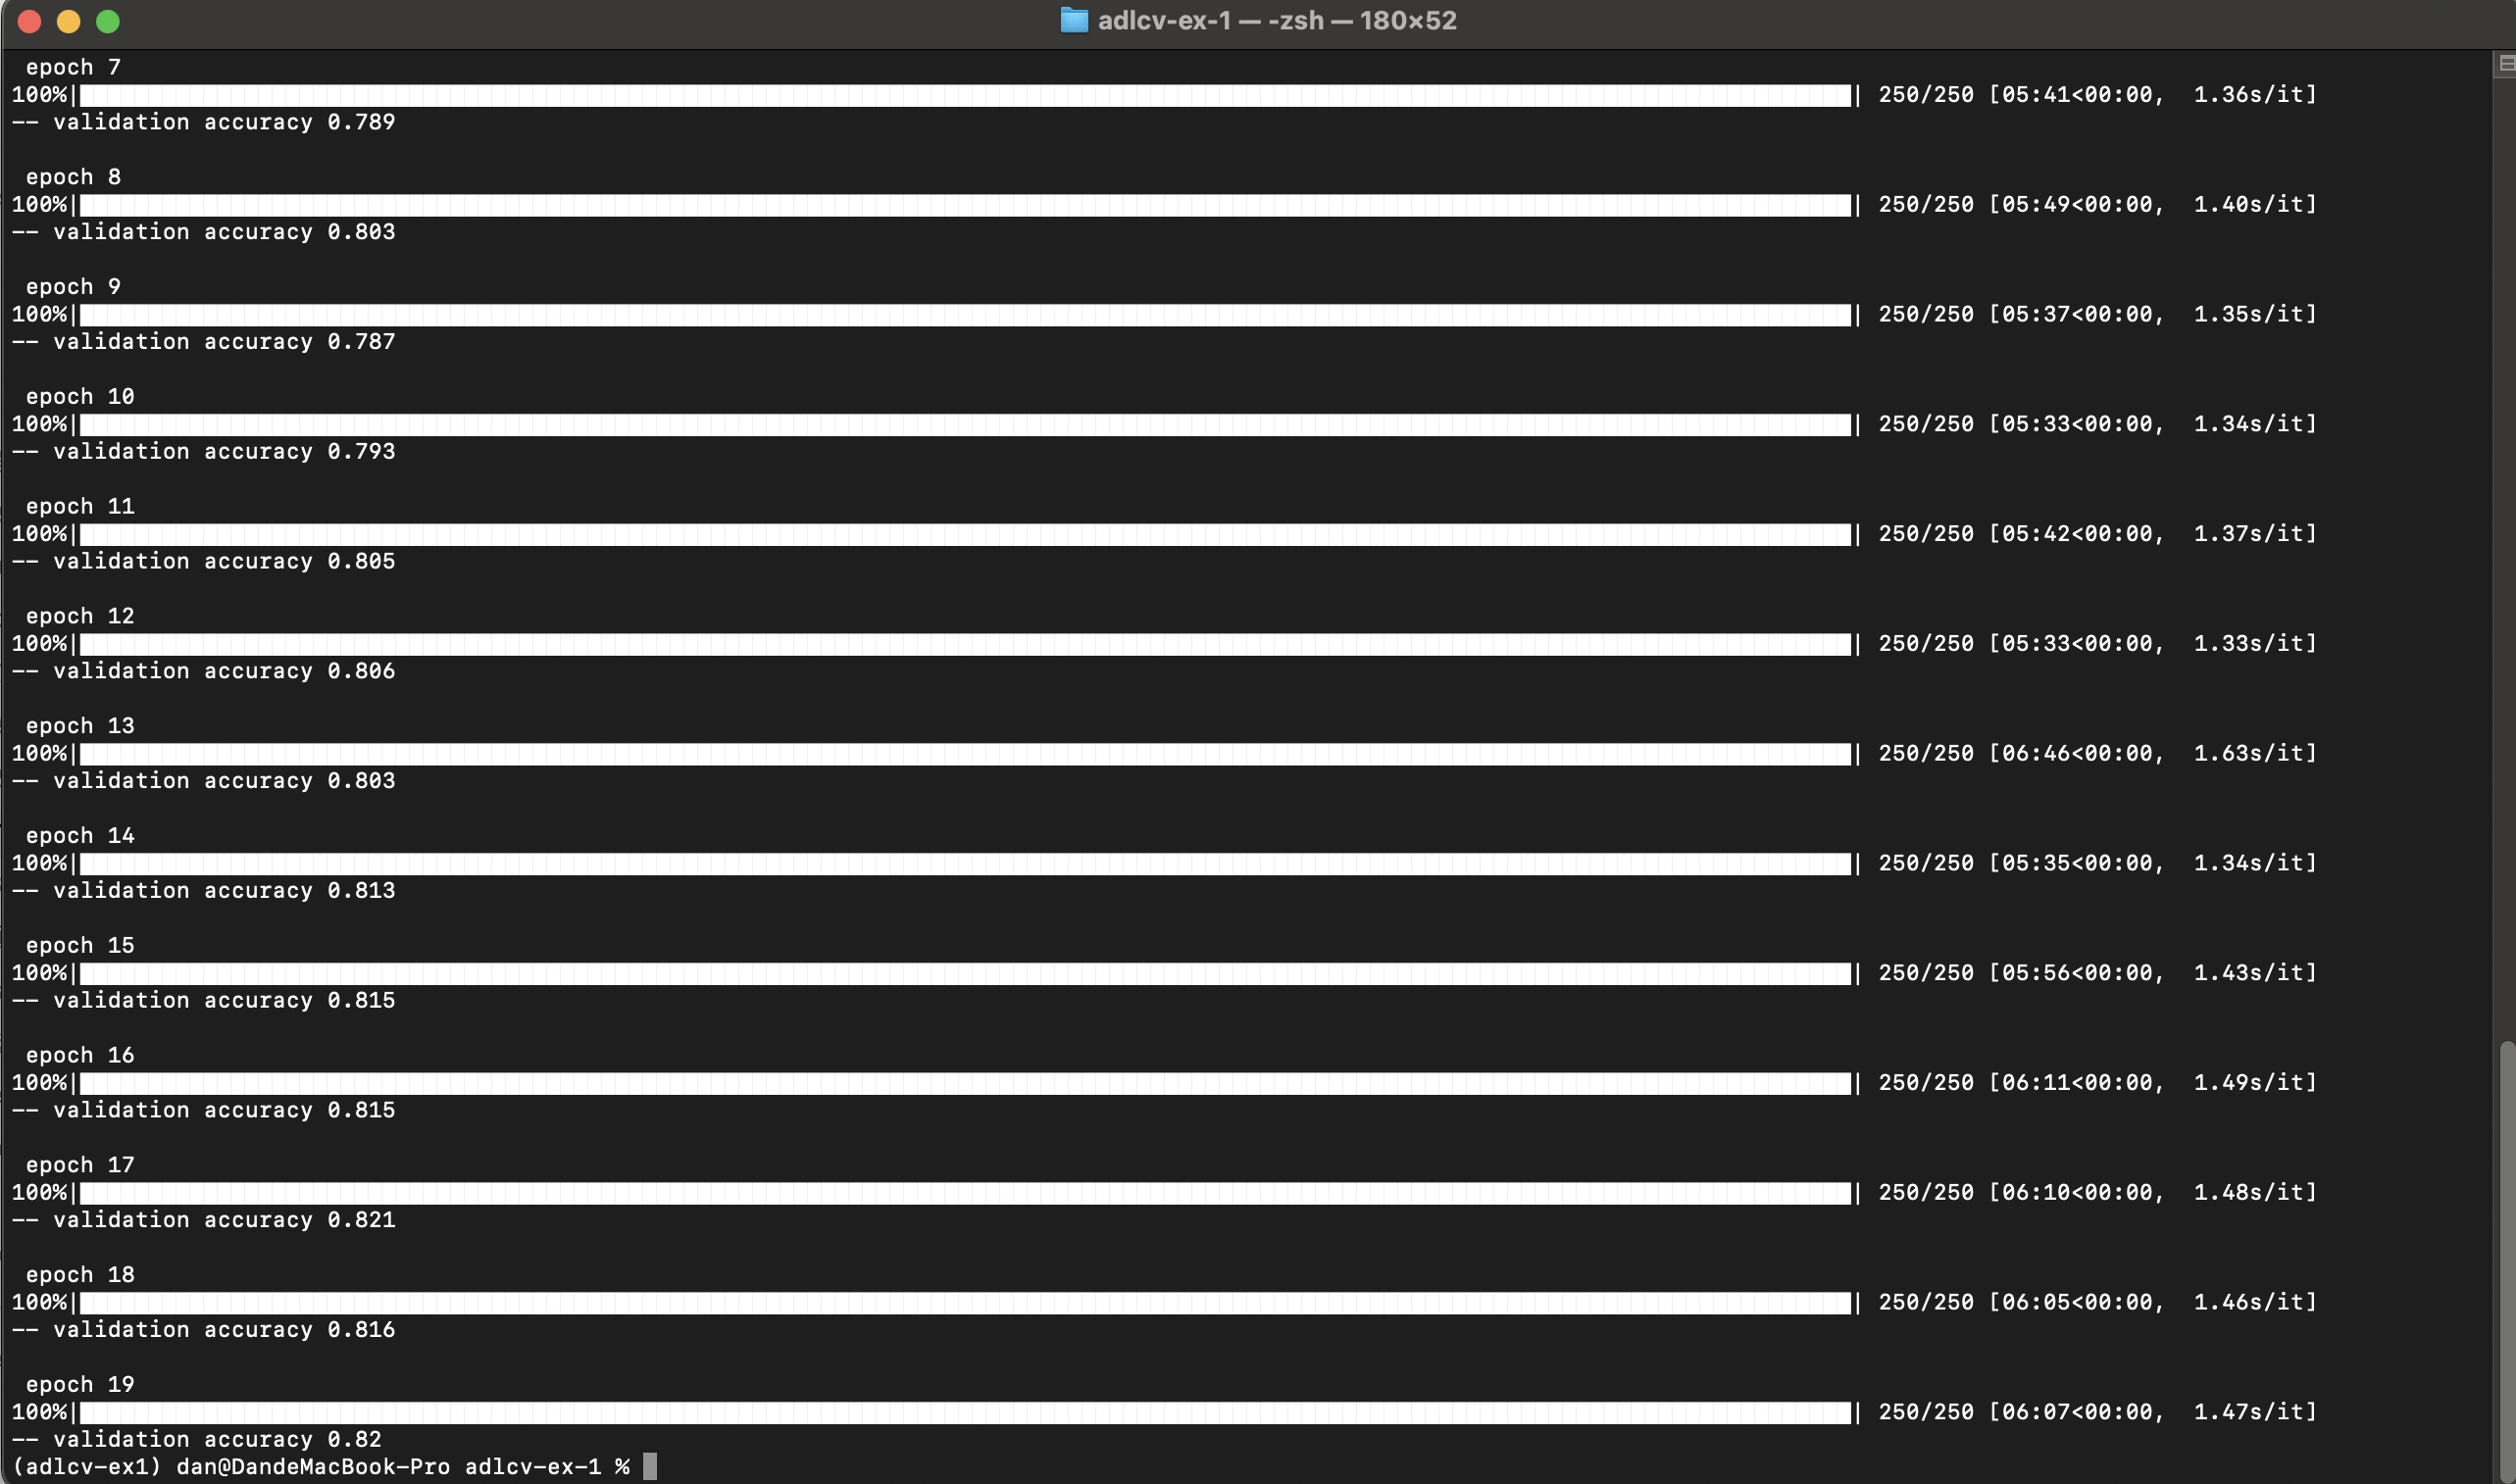 adlcv-ex-1 — -zsh — 180×52
epoch 7
100%| | 250/250 [05:41<00:00, 1.36s/it]
-- validation accuracy 0.789
epoch 8
100%| | 250/250 [05:49<00:00, 1.40s/it]
-- validation accuracy 0.803
epoch 9
100%| | 250/250 [05:37<00:00, 1.35s/it]
-- validation accuracy 0.787
epoch 10
100%| | 250/250 [05:33<00:00, 1.34s/it]
-- validation accuracy 0.793
epoch 11
100%| | 250/250 [05:42<00:00, 1.37s/it]
-- validation accuracy 0.805
epoch 12
100%| | 250/250 [05:33<00:00, 1.33s/it]
-- validation accuracy 0.806
epoch 13
100%| | 250/250 [06:46<00:00, 1.63s/it]
-- validation accuracy 0.803
epoch 14
100%| | 250/250 [05:35<00:00, 1.34s/it]
-- validation accuracy 0.813
epoch 15
100%| | 250/250 [05:56<00:00, 1.43s/it]
-- validation accuracy 0.815
epoch 16
100%| | 250/250 [06:11<00:00, 1.49s/it]
-- validation accuracy 0.815
epoch 17
100%| | 250/250 [06:10<00:00, 1.48s/it]
-- validation accuracy 0.821
epoch 18
100%| | 250/250 [06:05<00:00, 1.46s/it]
-- validation accuracy 0.816
epoch 19
100%| | 250/250 [06:07<00:00, 1.47s/it]
-- validation accuracy 0.82
(adlcv-ex1) dan@DandeMacBook-Pro adlcv-ex-1 %